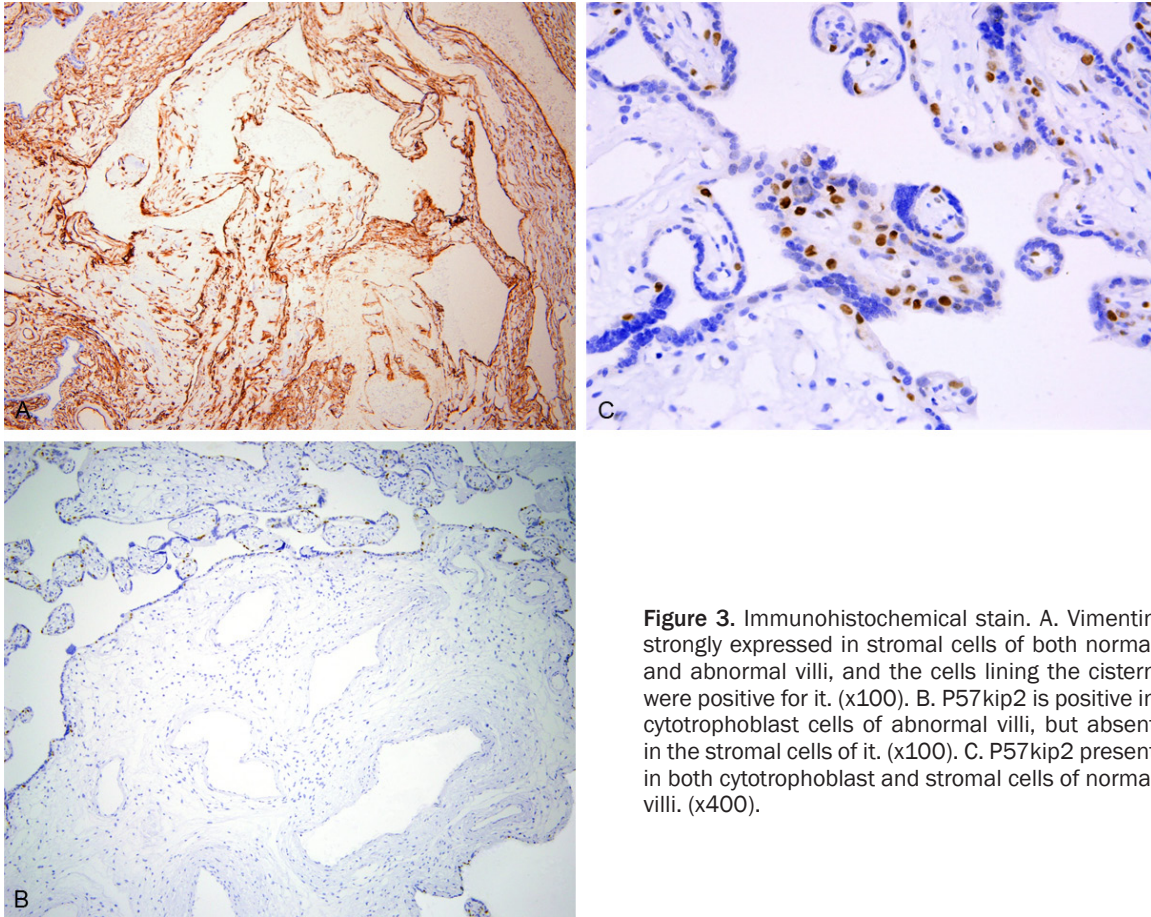 A
C
B
Figure 3. Immunohistochemical stain. A. Vimentin
strongly expressed in stromal cells of both norma
and abnormal villi, and the cells lining the cistern
were positive for it. (x100). B. P57kip2 is positive in
cytotrophoblast cells of abnormal villi, but absent
in the stromal cells of it. (x100). C. P57kip2 present
in both cytotrophoblast and stromal cells of norma
villi. (x400).